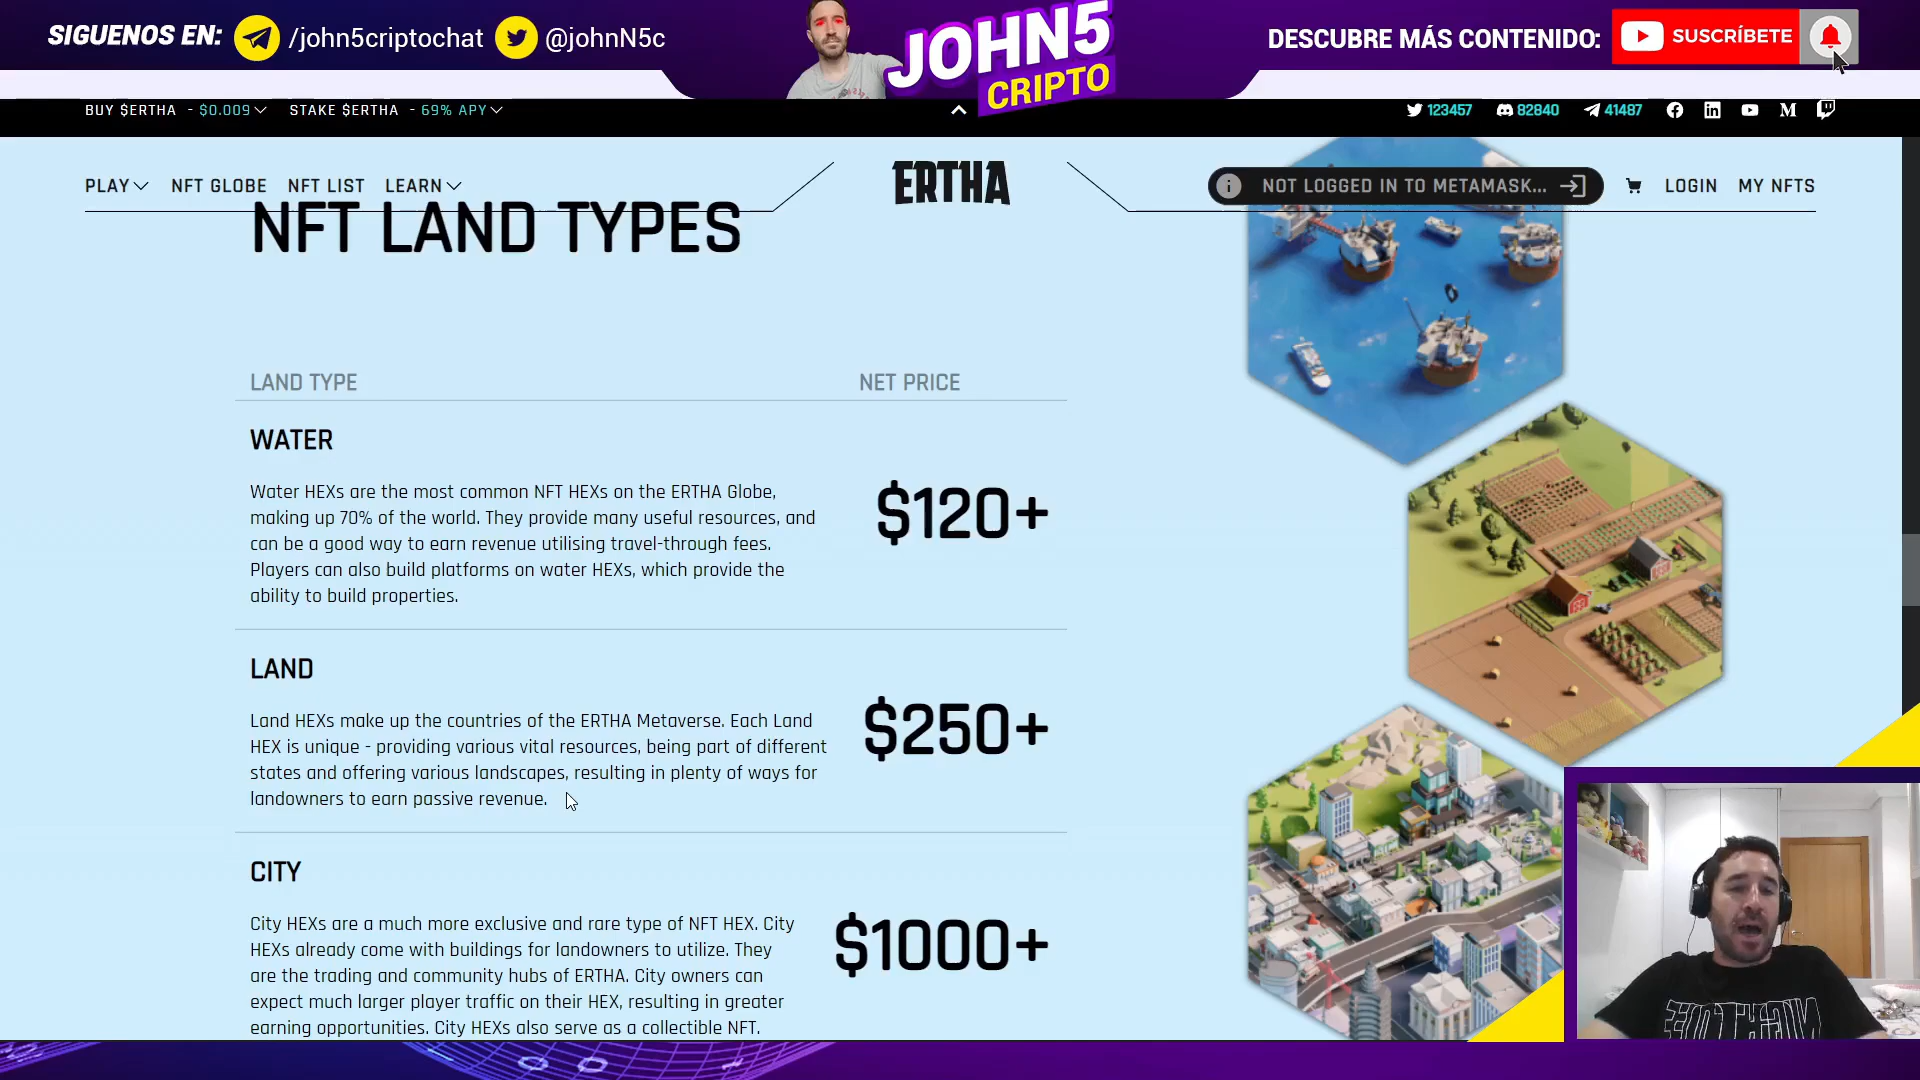 SIGUENOS EN: /john5criptochat @johnN5c
JOHN5
CRIPTO
DESCUBRE MÁS CONTENIDO: SUSCRÍBETE
BUY $ERTHA - $0.009 STAKE $ERTHA - 69% APY
123457 82840 41487
PLAY NFT GLOBE NFT LIST LEARN
ERTHA
NOT LOGGED IN TO METAMASK... LOGIN MY NFTS
NFT LAND TYPES
LAND TYPE NET PRICE
WATER
Water HEXs are the most common NFT HEXs on the ERTHA Globe,
making up 70% of the world. They provide many useful resources, and
can be a good way to earn revenue utilising travel-through fees.
Players can also build platforms on water HEXs, which provide the
ability to build properties.
$120+
LAND
Land HEXs make up the countries of the ERTHA Metaverse. Each Land
HEX is unique - providing various vital resources, being part of different
states and offering various landscapes, resulting in plenty of ways for
landowners to earn passive revenue.
$250+
CITY
City HEXs are a much more exclusive and rare type of NFT HEX. City
HEXs already come with buildings for landowners to utilize. They
are the trading and community hubs of ERTHA. City owners can
expect much larger player traffic on their HEX, resulting in greater
earning opportunities. City HEXs also serve as a collectible NFT.
$1000+